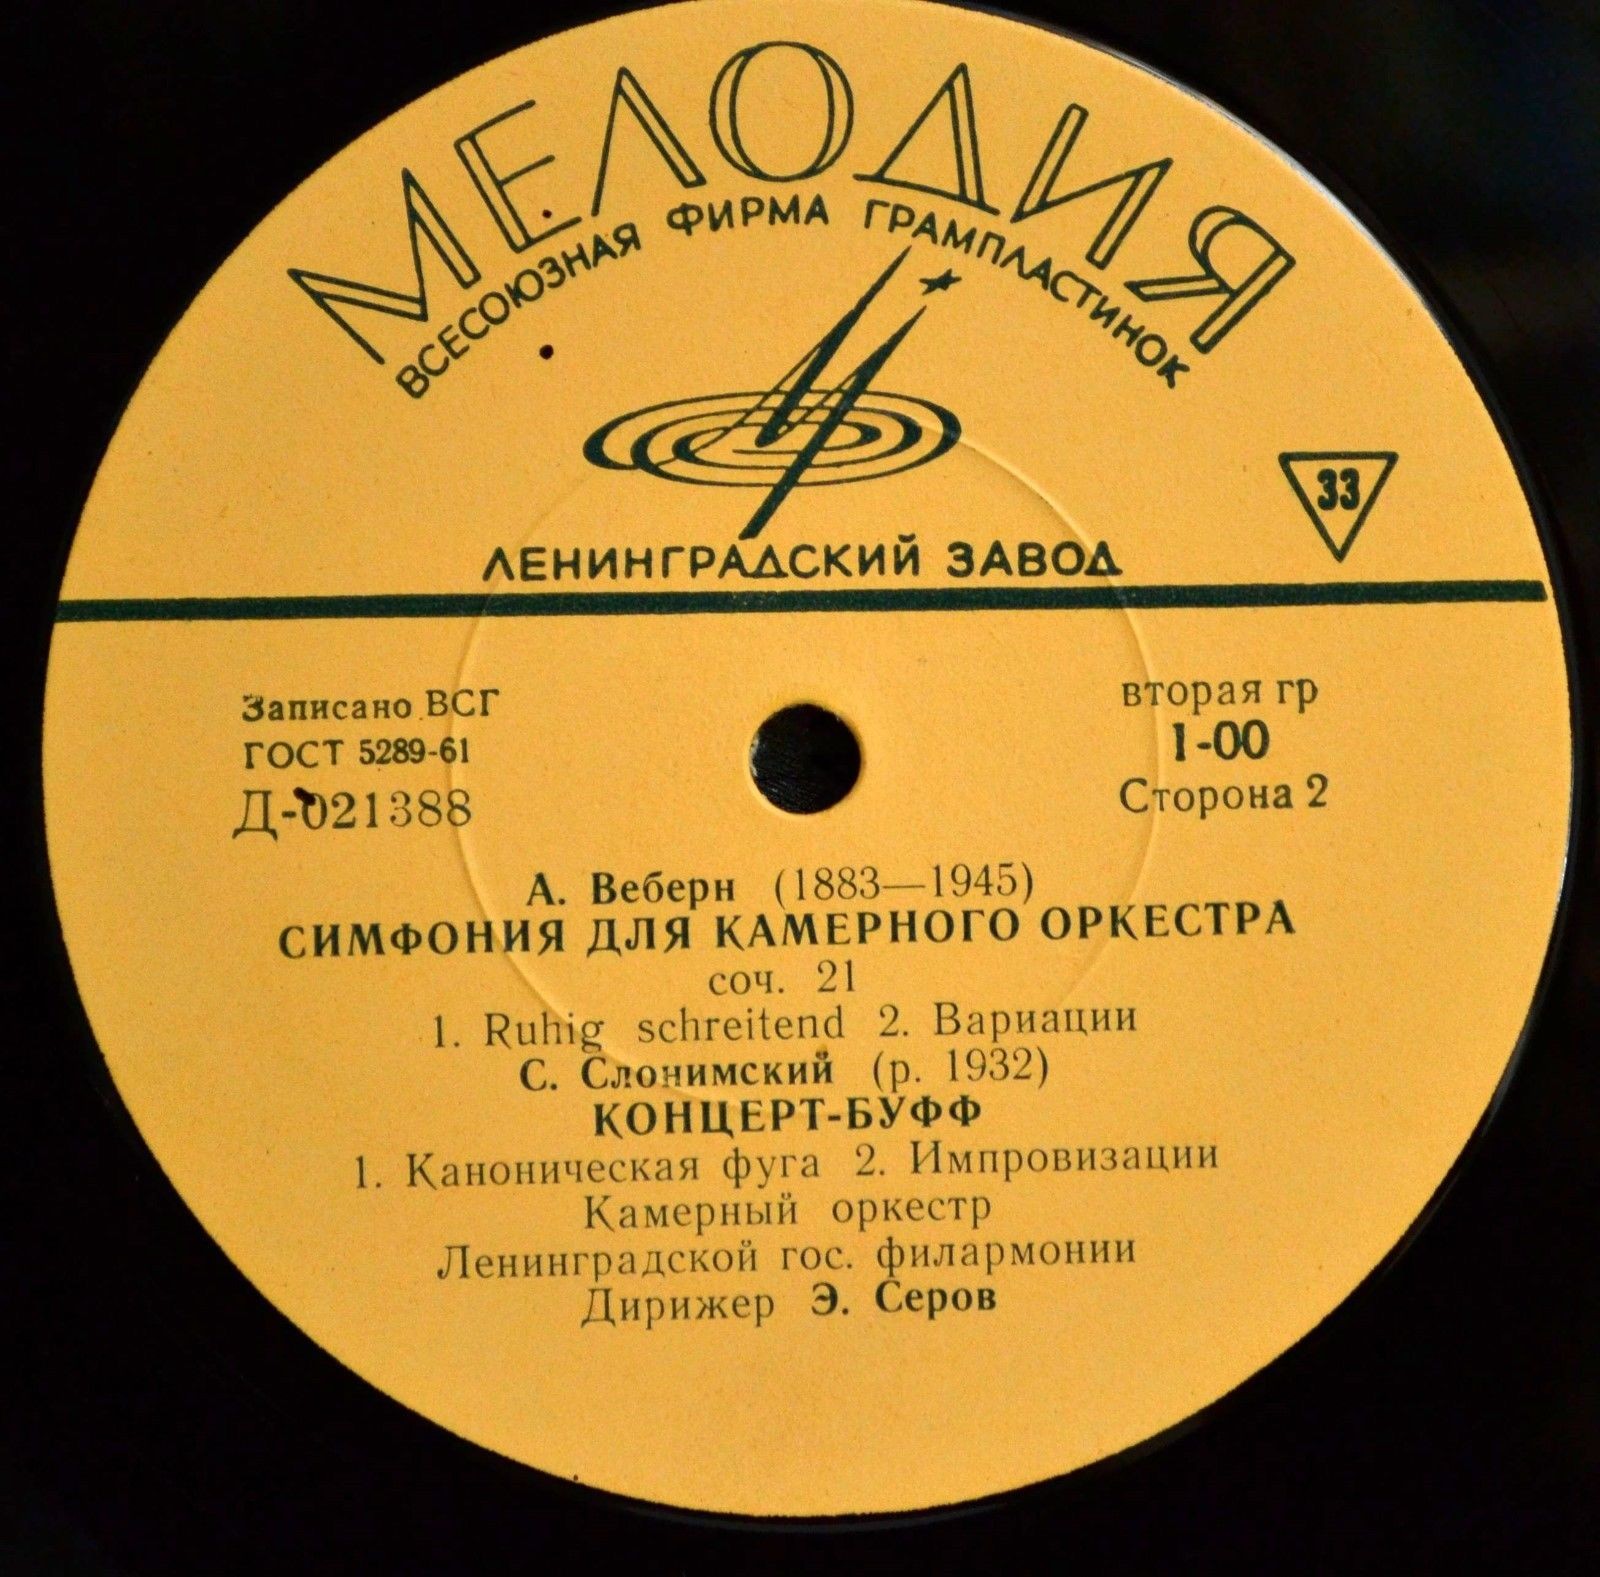 МЕЛОДИЯ
ВСЕСОЮЗНАЯ ФИРМА ГРАМПЛАСТИНОК
33
ЛЕНИНГРАДСКИЙ ЗАВОД
Записано ВСГ
ГОСТ 5289-61
Д-021388
вторая гр
1-00
Сторона 2
А. Веберн (1883—1945)
СИМФОНИЯ ДЛЯ КАМЕРНОГО ОРКЕСТРА
соч. 21
1. Ruhig schreitend 2. Вариации
С. Слонимский (р. 1932)
КОНЦЕРТ-БУФФ
1. Каноническая фуга 2. Импровизации
Камерный оркестр
Ленинградской гос. филармонии
Дирижер Э. Серов